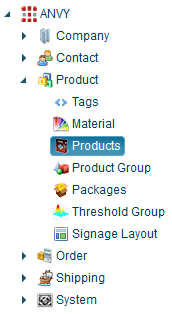 ANVY
Company
Contact
Product
Tags
Material
Products
Product Group
Packages
Threshold Group
Signage Layout
Order
Shipping
System